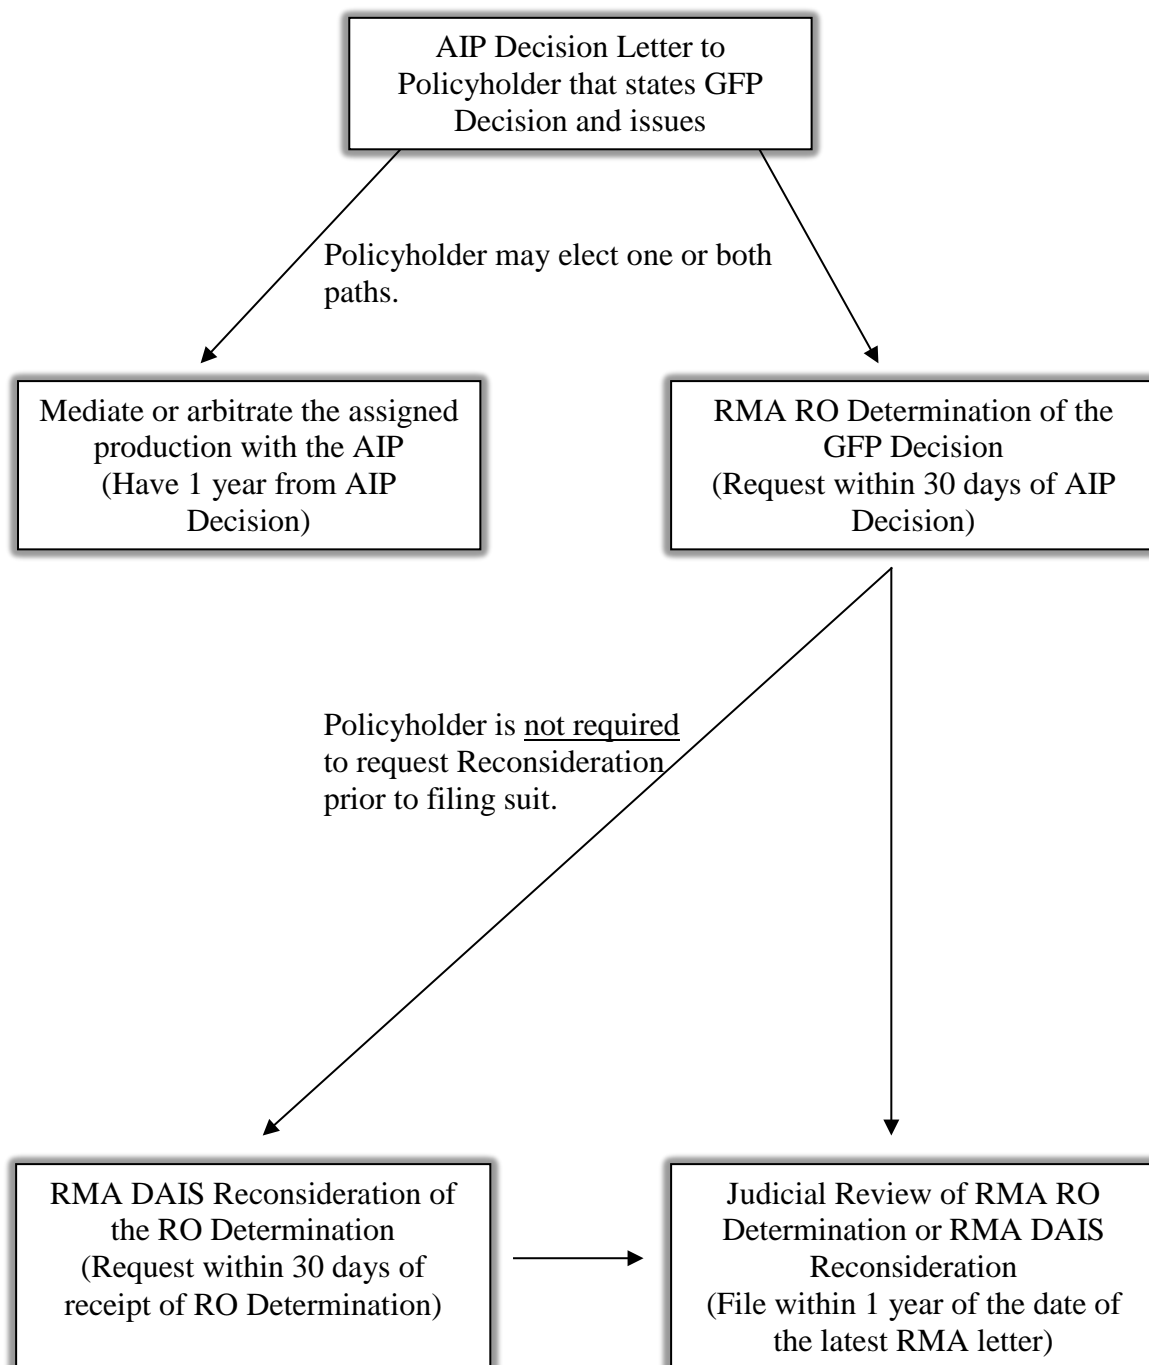 AIP Decision Letter to
Policyholder that states GFP
Decision and issues
Policyholder may elect one or both
paths.
Mediate or arbitrate the assigned
production with the AIP
(Have 1 year from AIP
Decision)
RMA RO Determination of the
GFP Decision
(Request within 30 days of AIP
Decision)
Policyholder is not required
to request Reconsideration
prior to filing suit.
RMA DAIS Reconsideration of
the RO Determination
(Request within 30 days of
receipt of RO Determination)
Judicial Review of RMA RO
Determination or RMA DAIS
Reconsideration
(File within 1 year of the date of
the latest RMA letter)